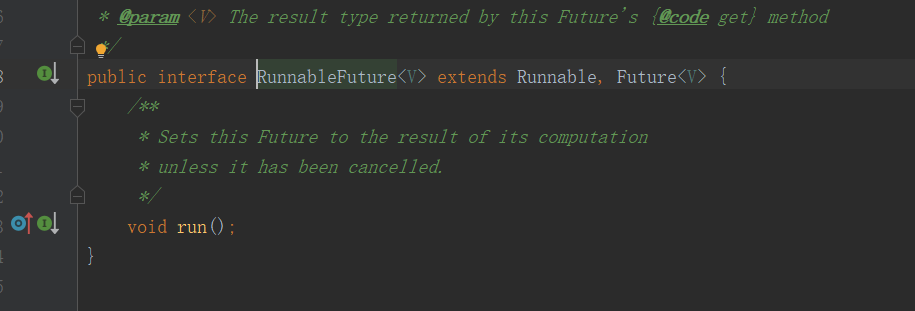 * @param <V> The result type returned by this Future's {@code get} method
*/
public interface RunnableFuture<V> extends Runnable, Future<V> {
/**
* Sets this Future to the result of its computation
* unless it has been cancelled.
*/
void run();
}